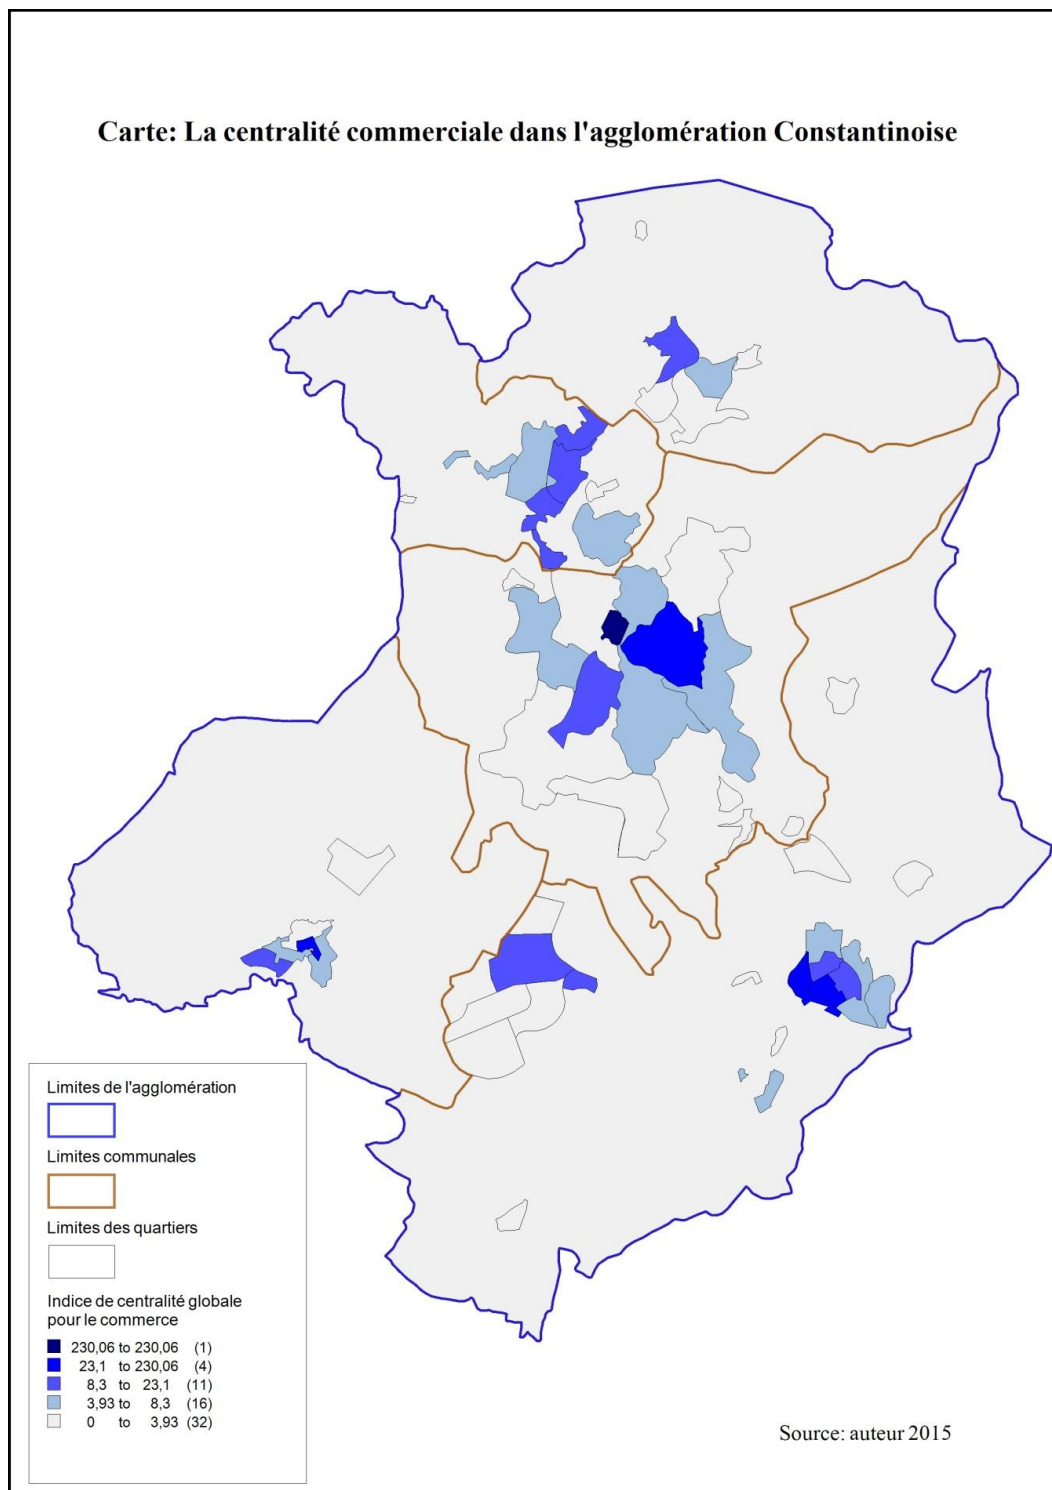 Carte: La centralité commerciale dans l'agglomération Constantinoise
Limites de l'agglomération
Limites communales
Limites des quartiers
Indice de centralité globale
pour le commerce
230,06 to 230,06 (1)
23,1 to 230,06 (4)
8,3 to 23,1 (11)
3,93 to 8,3 (16)
0 to 3,93 (32)
Source: auteur 2015